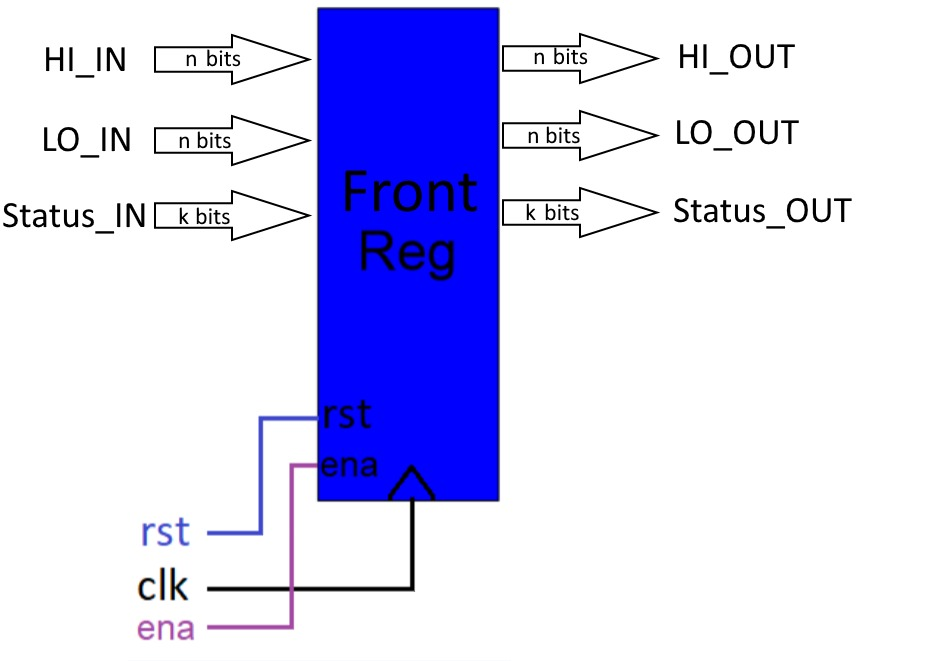 HI_IN
n bits
n bits
HI_OUT
LO_IN
n bits
n bits
LO_OUT
Status_IN
k bits
k bits
Status_OUT
Front
Reg
rst
ena
rst
clk
ena